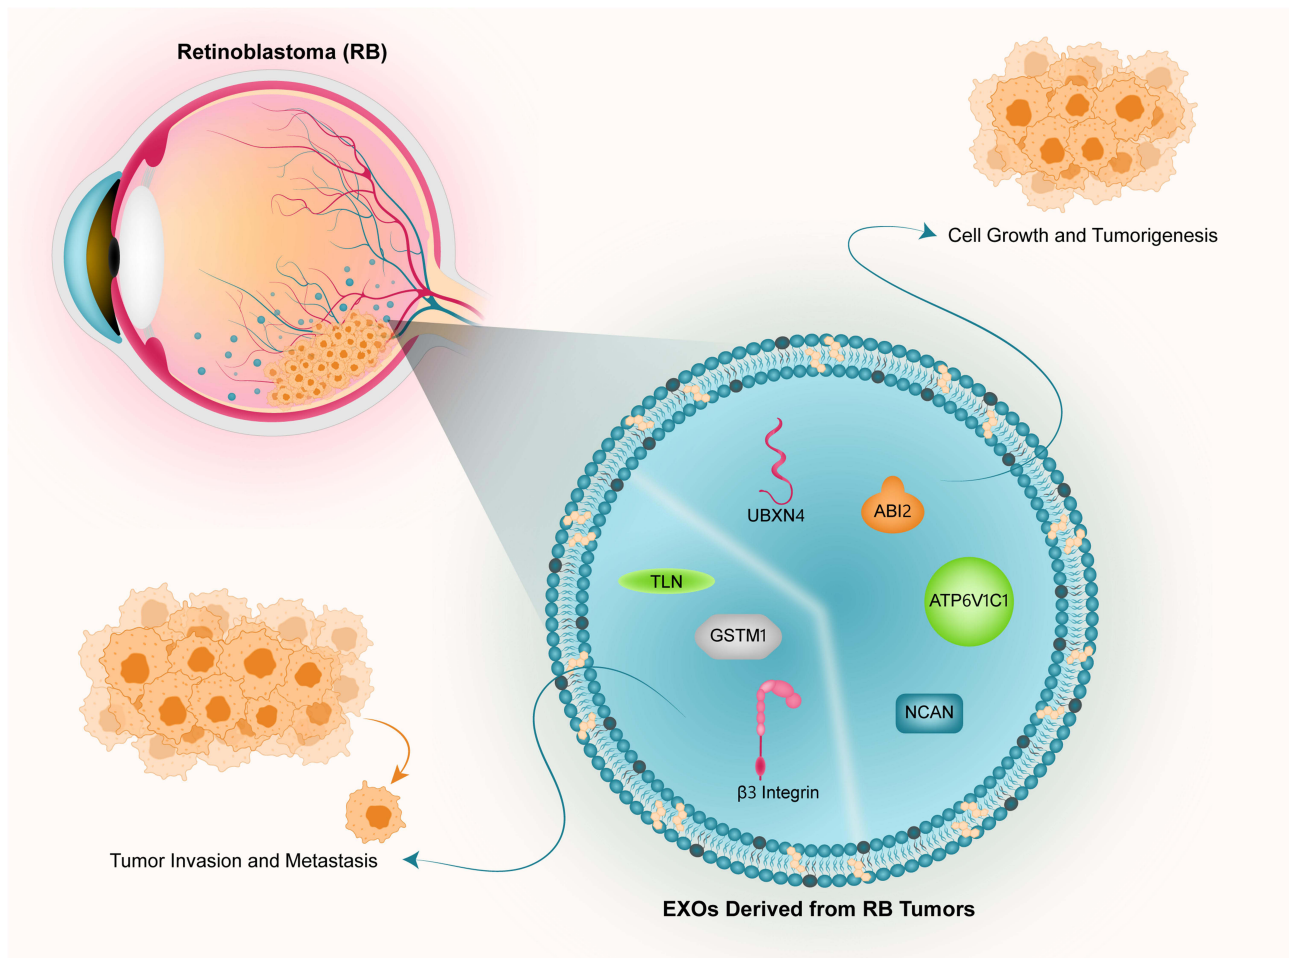 Retinoblastoma (RB)
Cell Growth and Tumorigenesis
UBXN4
ABI2
TLN
ATP6V1C1
GSTM1
NCAN
β3 Integrin
Tumor Invasion and Metastasis
EXOs Derived from RB Tumors